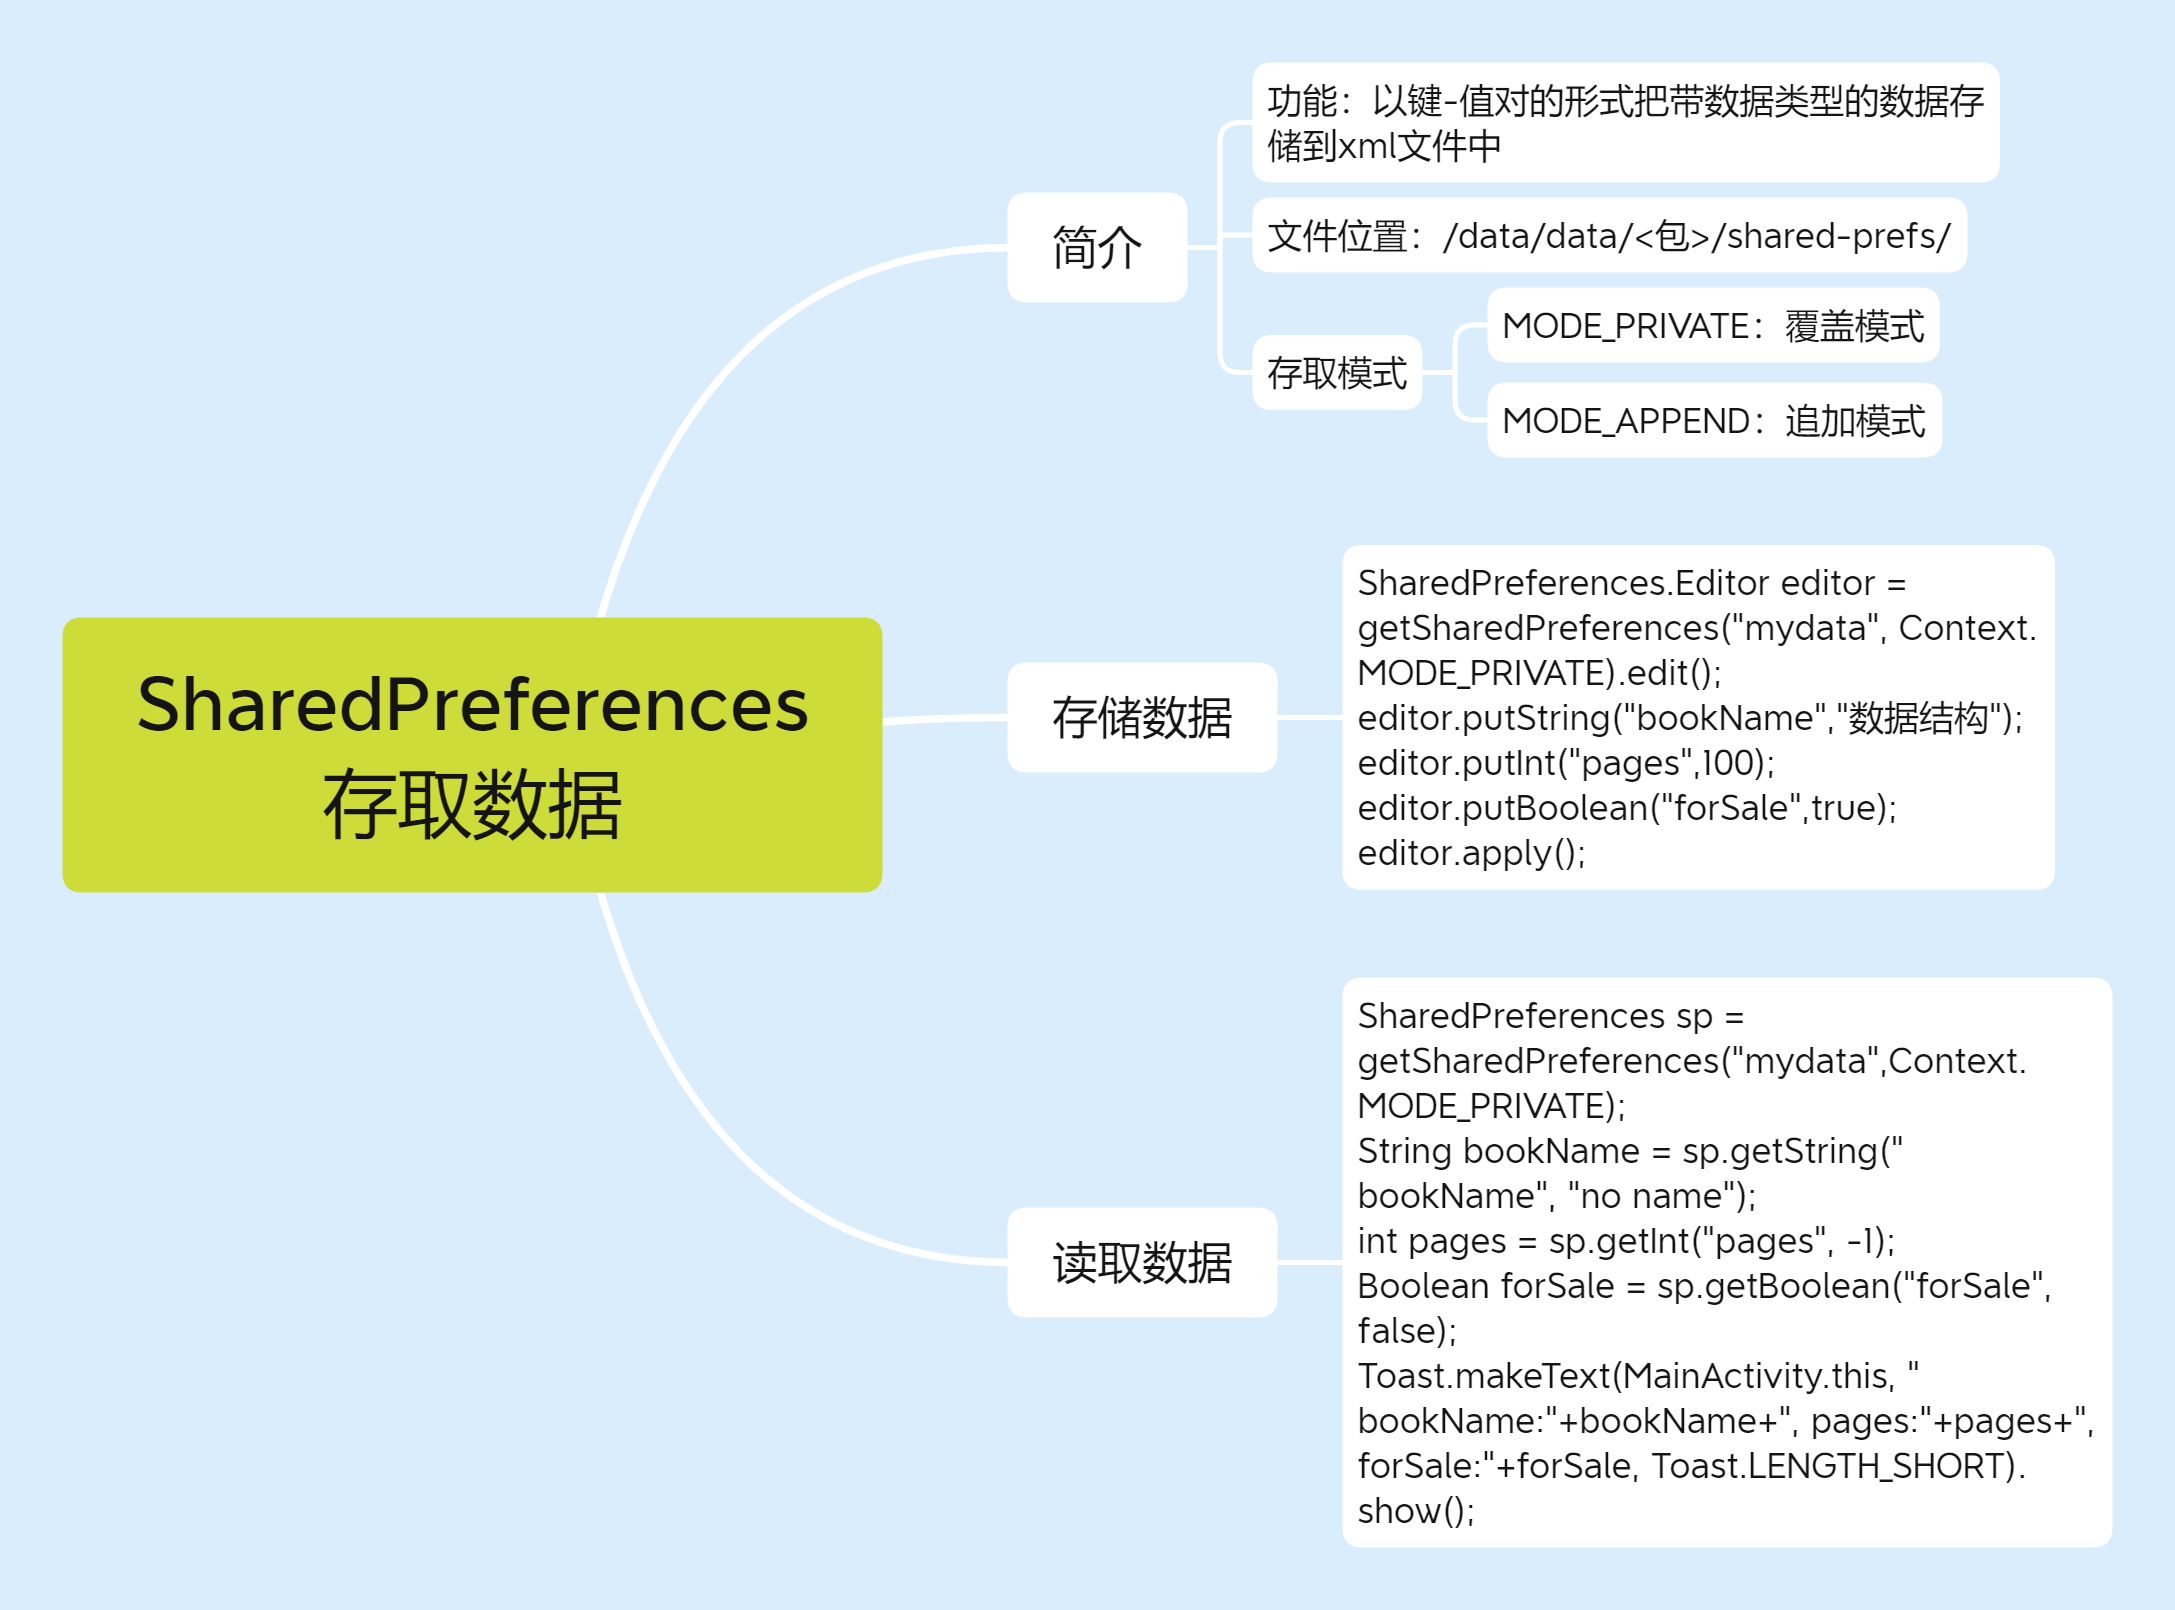 SharedPreferences
存取数据
简介
功能：以键-值对的形式把带数据类型的数据存
储到xml文件中
文件位置：/data/data/<包>/shared-prefs/
存取模式
MODE_PRIVATE：覆盖模式
MODE_APPEND：追加模式
存储数据
SharedPreferences.Editor editor =
getSharedPreferences("mydata", Context.
MODE_PRIVATE).edit();
editor.putString("bookName","数据结构");
editor.putInt("pages",100);
editor.putBoolean("forSale",true);
editor.apply();
读取数据
SharedPreferences sp =
getSharedPreferences("mydata",Context.
MODE_PRIVATE);
String bookName = sp.getString("
bookName", "no name");
int pages = sp.getInt("pages", -1);
Boolean forSale = sp.getBoolean("forSale",
false);
Toast.makeText(MainActivity.this, "
bookName:"+bookName+", pages:"+pages+",
forSale:"+forSale, Toast.LENGTH_SHORT).
show();